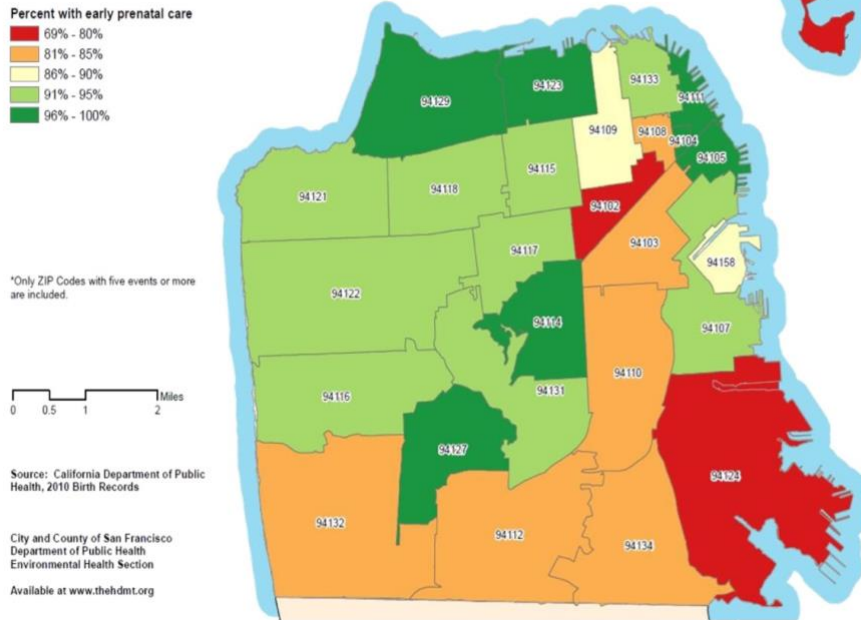 Percent with early prenatal care
69% - 80%
81% - 85%
86% - 90%
91% - 95%
96% - 100%
94129
94123
94133
94111
94109
94108
94104
94105
94115
94118
94121
94102
94103
94117
94158
94122
94114
94107
94110
94131
94116
94127
94124
94132
94112
94134
*Only ZIP Codes with five events or more
are included.
Miles
0 0.5 1 2
Source: California Department of Public
Health, 2010 Birth Records
City and County of San Francisco
Department of Public Health
Environmental Health Section
Available at www.thehdmt.org